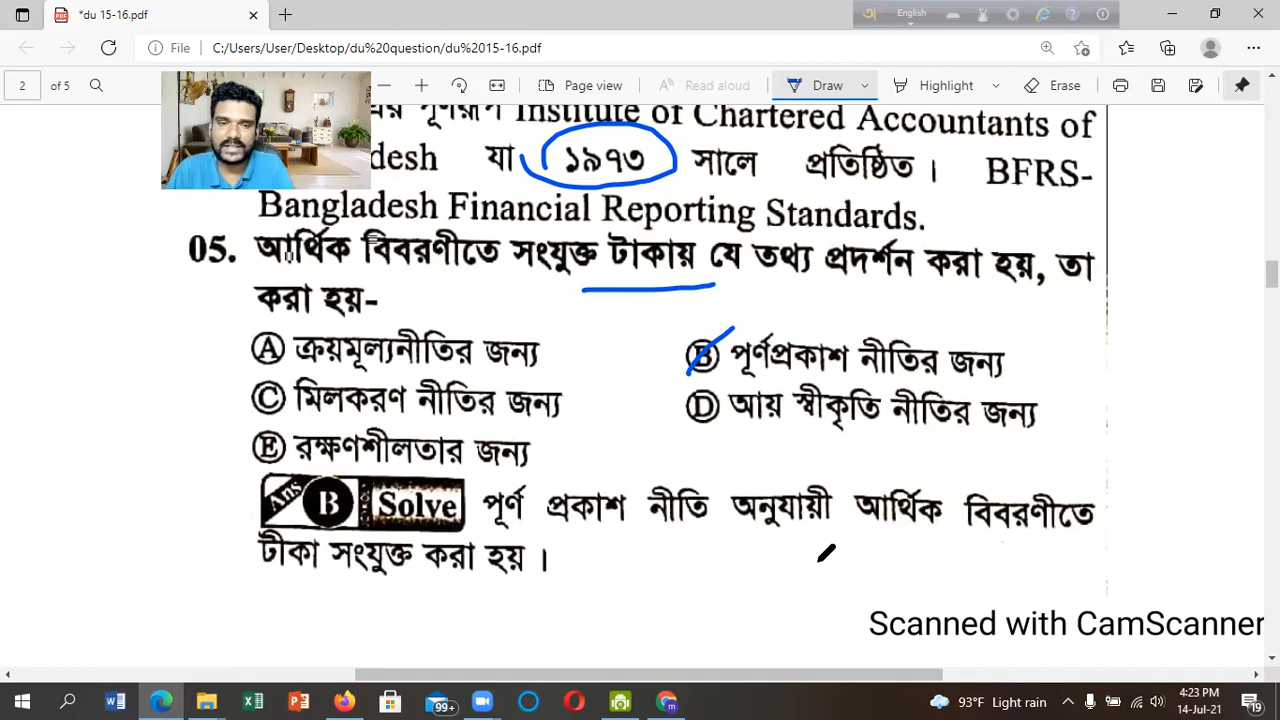 *du 15-16.pdf
English
File
C:/Users/User/Desktop/du%20question/du%2015-16.pdf
2 of 5
Page view
Read aloud
Draw
Highlight
Erase
পূর্ণরূপ Institute of Chartered Accountants of
desh যা ১৯৭৩ সালে প্রতিষ্ঠিত। BFRS-
Bangladesh Financial Reporting Standards.
05. আর্থিক বিবরণীতে সংযুক্ত টাকায় যে তথ্য প্রদর্শন করা হয়, তা
করা হয়-
Ⓐ ক্রয়মূল্যনীতির জন্য
Ⓑ পূর্ণপ্রকাশ নীতির জন্য
Ⓒ মিলকরণ নীতির জন্য
Ⓓ আয় স্বীকৃতি নীতির জন্য
Ⓔ রক্ষণশীলতার জন্য
Ans B Solve পূর্ণ প্রকাশ নীতি অনুযায়ী আর্থিক বিবরণীতে
টীকা সংযুক্ত করা হয়।
Scanned with CamScanner
99+
93°F Light rain
4:23 PM
14-Jul-21
19